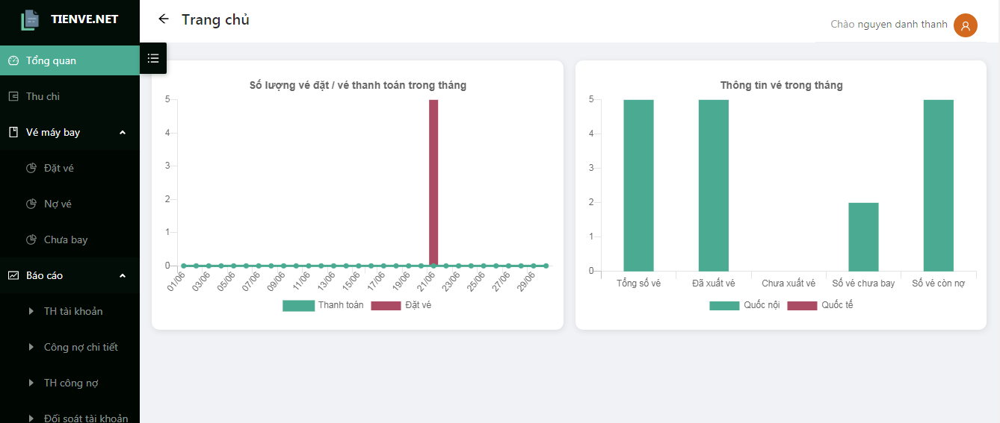 TIENVE.NET
Tổng quan
Thu chi
Vé máy bay
Đặt vé
Nợ vé
Chưa bay
Báo cáo
TH tài khoản
Công nợ chi tiết
TH công nợ
Đối soát tài khoản
Trang chủ
Chào nguyen danh thanh
Số lượng vé đặt / vé thanh toán trong tháng
5
4
3
2
1
0
01/06 03/06 05/06 07/06 09/06 11/06 13/06 15/06 17/06 19/06 21/06 23/06 25/06 27/06 29/06
Thanh toán Đặt vé
Thông tin vé trong tháng
5
4
3
2
1
0
Tổng số vé Đã xuất vé Chưa xuất vé Số vé chưa bay Số vé còn nợ
Quốc nội Quốc tế